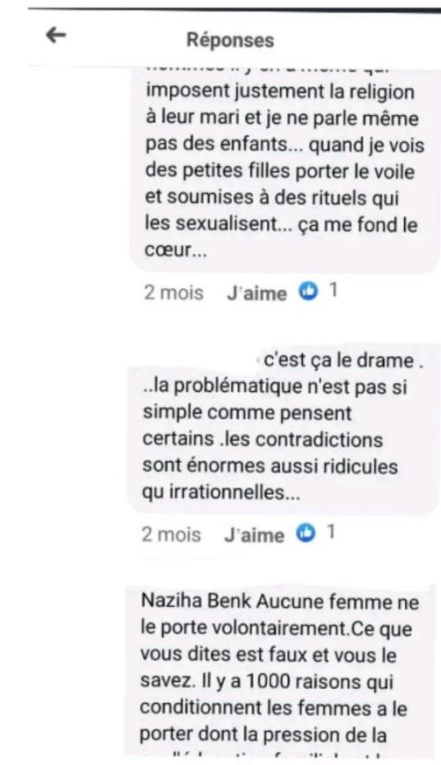 Réponses
imposent justement la religion
à leur mari et je ne parle même
pas des enfants... quand je vois
des petites filles porter le voile
et soumises à des rituels qui
les sexualisent... ça me fond le
cœur...
2 mois J'aime 1
c'est ça le drame .
..la problématique n'est pas si
simple comme pensent
certains .les contradictions
sont énormes aussi ridicules
qu irrationnelles...
2 mois J'aime 1
Naziha Benk Aucune femme ne
le porte volontairement.Ce que
vous dites est faux et vous le
savez. Il y a 1000 raisons qui
conditionnent les femmes a le
porter dont la pression de la